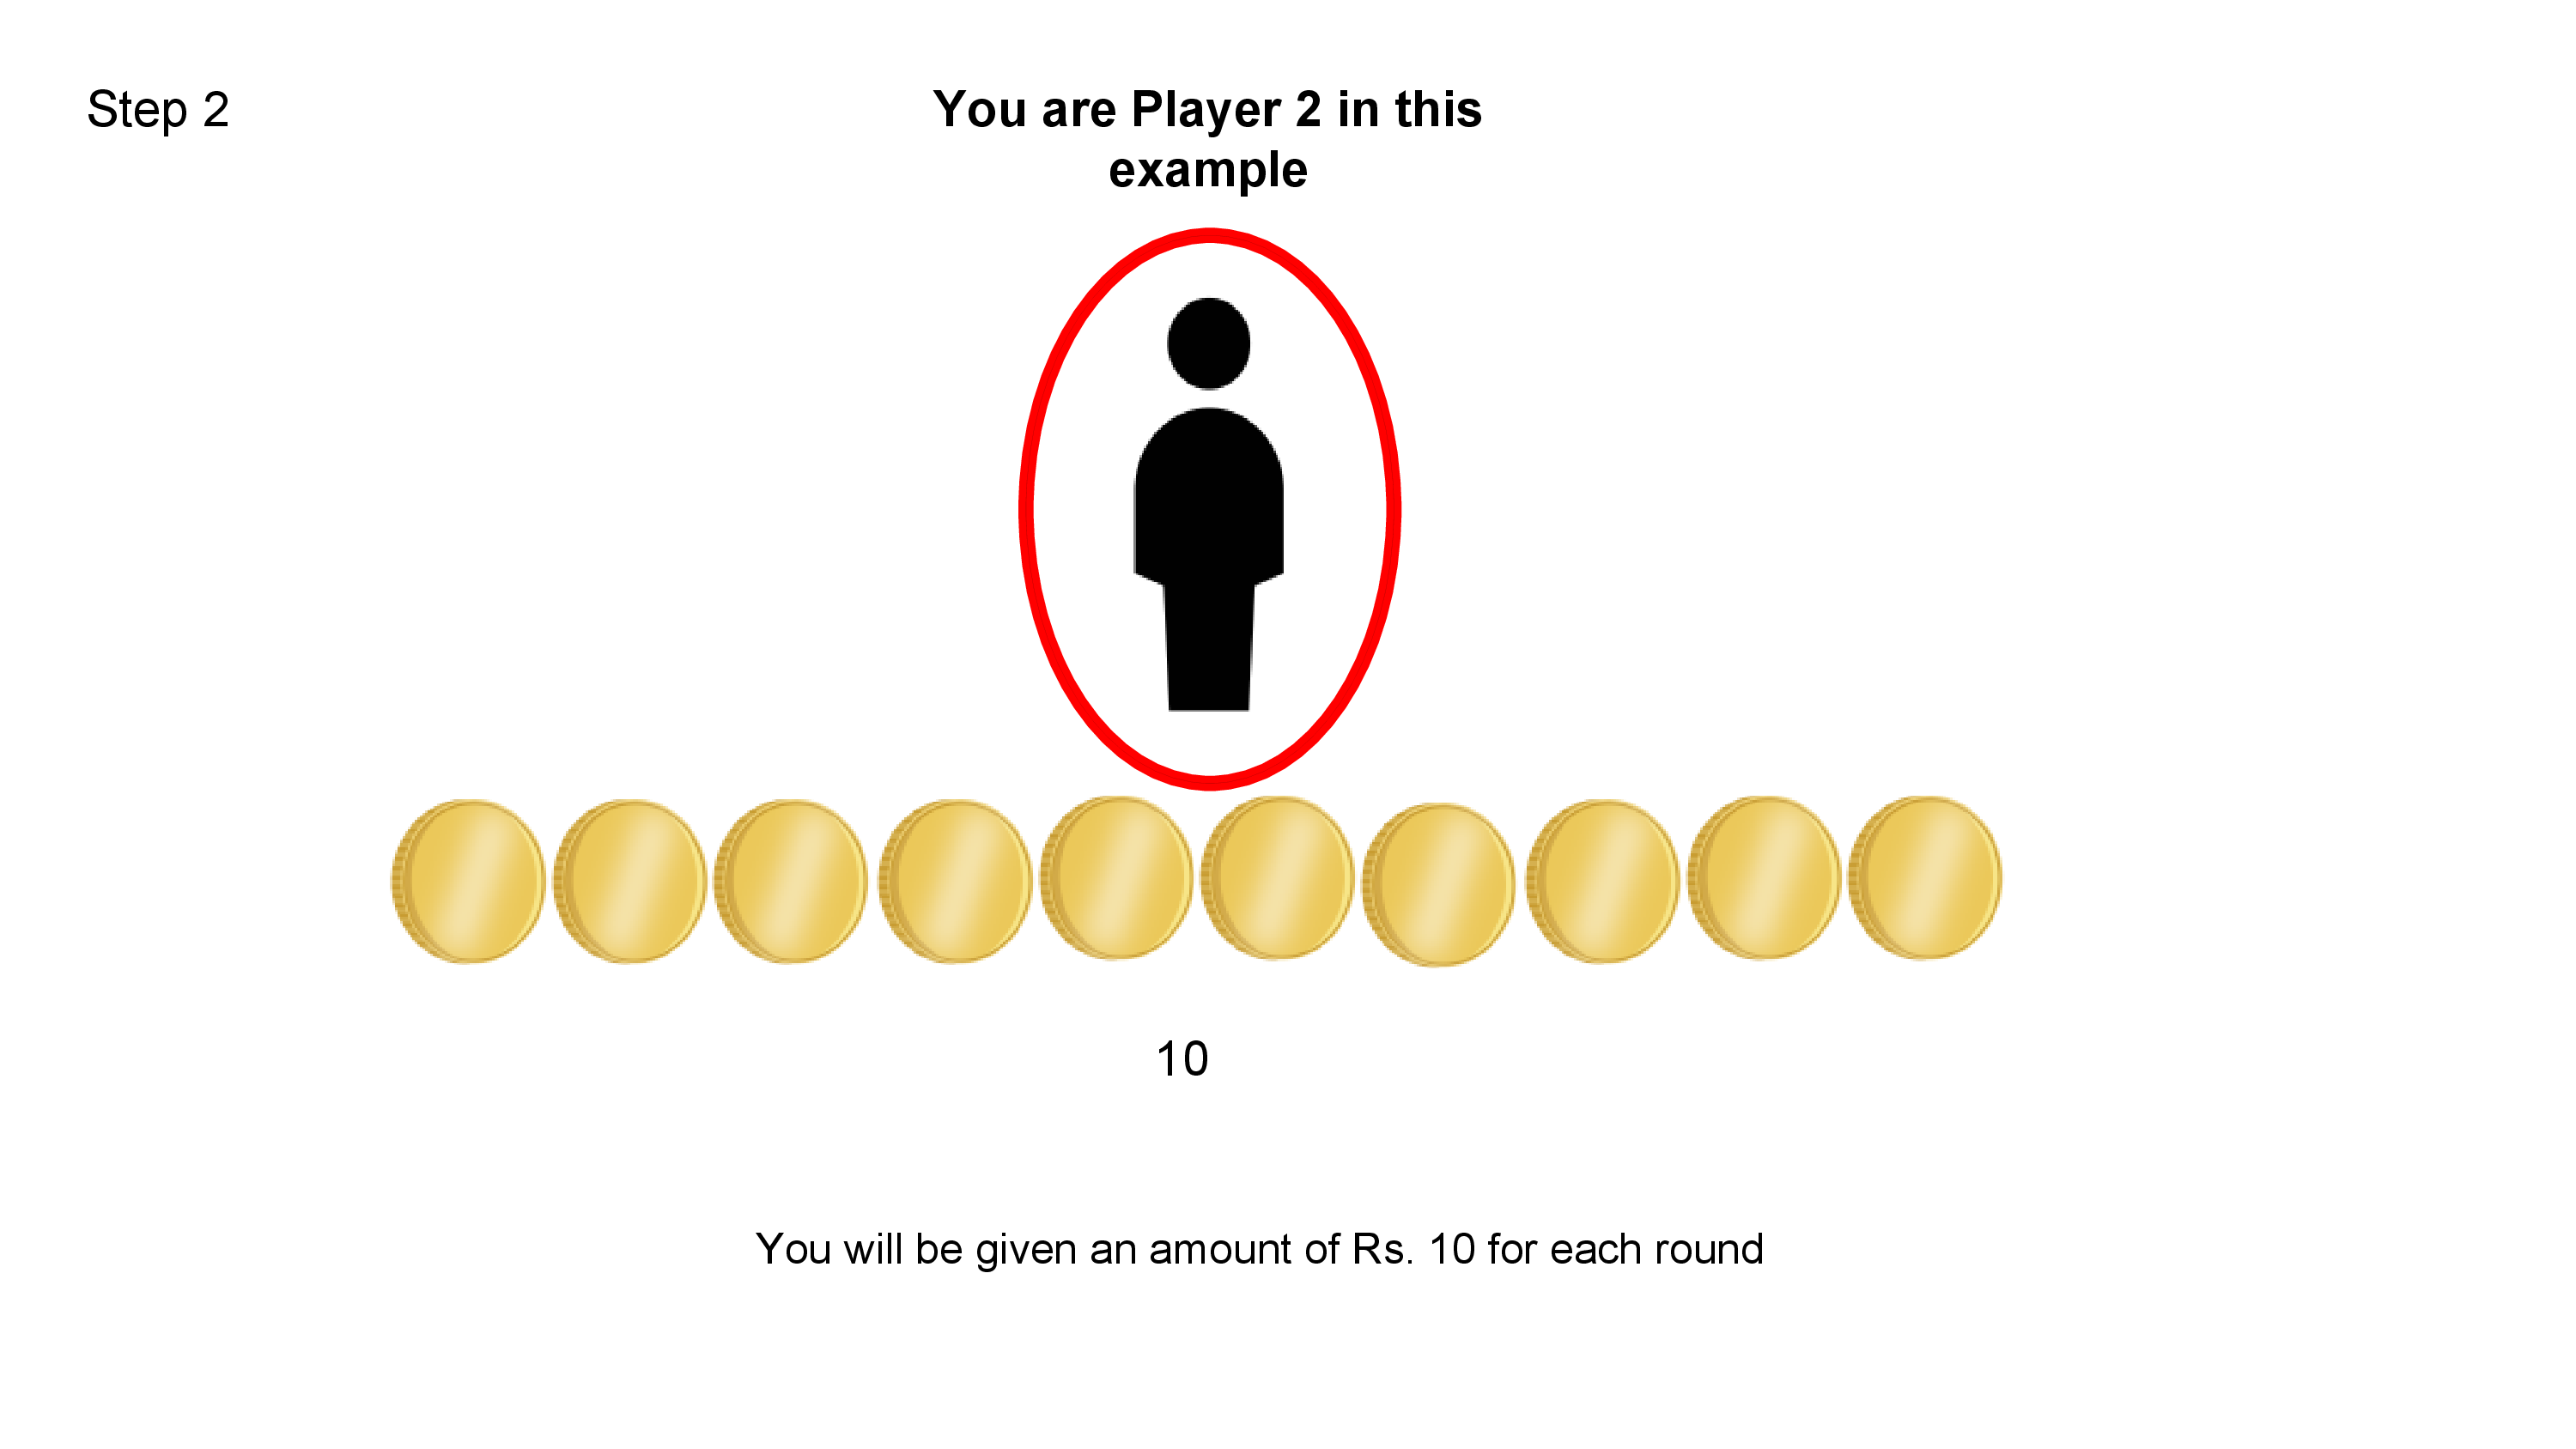 Step 2
You are Player 2 in this
example
10
You will be given an amount of Rs. 10 for each round